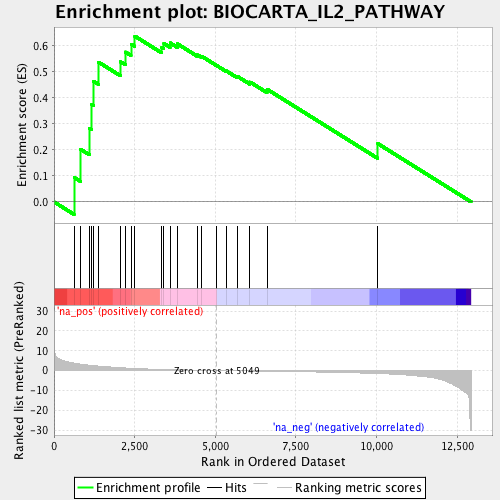 Enrichment plot: BIOCARTA_IL2_PATHWAY
Enrichment score (ES)
0.6
0.5
0.4
0.3
0.2
0.1
0.0
Ranked list metric (PreRanked)
30
20
10
0
-10
-20
-30
'na_pos' (positively correlated)
Zero cross at 5049
'na_neg' (negatively correlated)
0
2,500
5,000
7,500
10,000
12,500
Rank in Ordered Dataset
Enrichment profile
Hits
Ranking metric scores